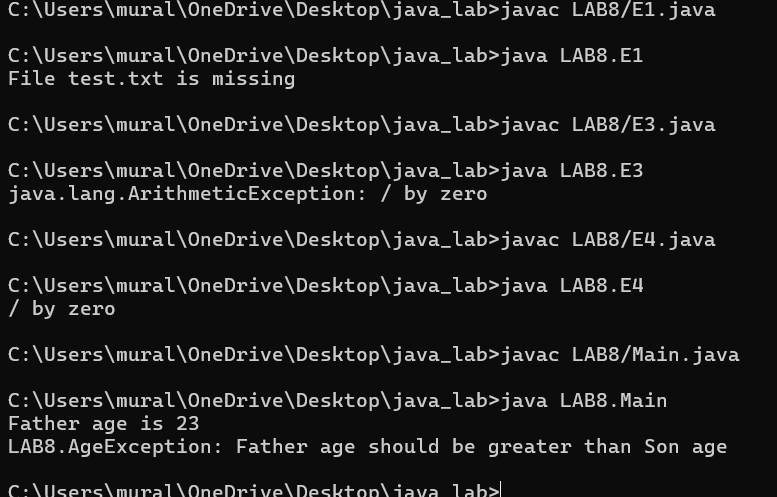 C:\Users\mural\OneDrive\Desktop\java_lab>javac LAB8/E1.java
C:\Users\mural\OneDrive\Desktop\java_lab>java LAB8.E1
File test.txt is missing
C:\Users\mural\OneDrive\Desktop\java_lab>javac LAB8/E3.java
C:\Users\mural\OneDrive\Desktop\java_lab>java LAB8.E3
java.lang.ArithmeticException: / by zero
C:\Users\mural\OneDrive\Desktop\java_lab>javac LAB8/E4.java
C:\Users\mural\OneDrive\Desktop\java_lab>java LAB8.E4
/ by zero
C:\Users\mural\OneDrive\Desktop\java_lab>javac LAB8/Main.java
C:\Users\mural\OneDrive\Desktop\java_lab>java LAB8.Main
Father age is 23
LAB8.AgeException: Father age should be greater than Son age
C:\Users\mural\OneDrive\Desktop\java_lab>